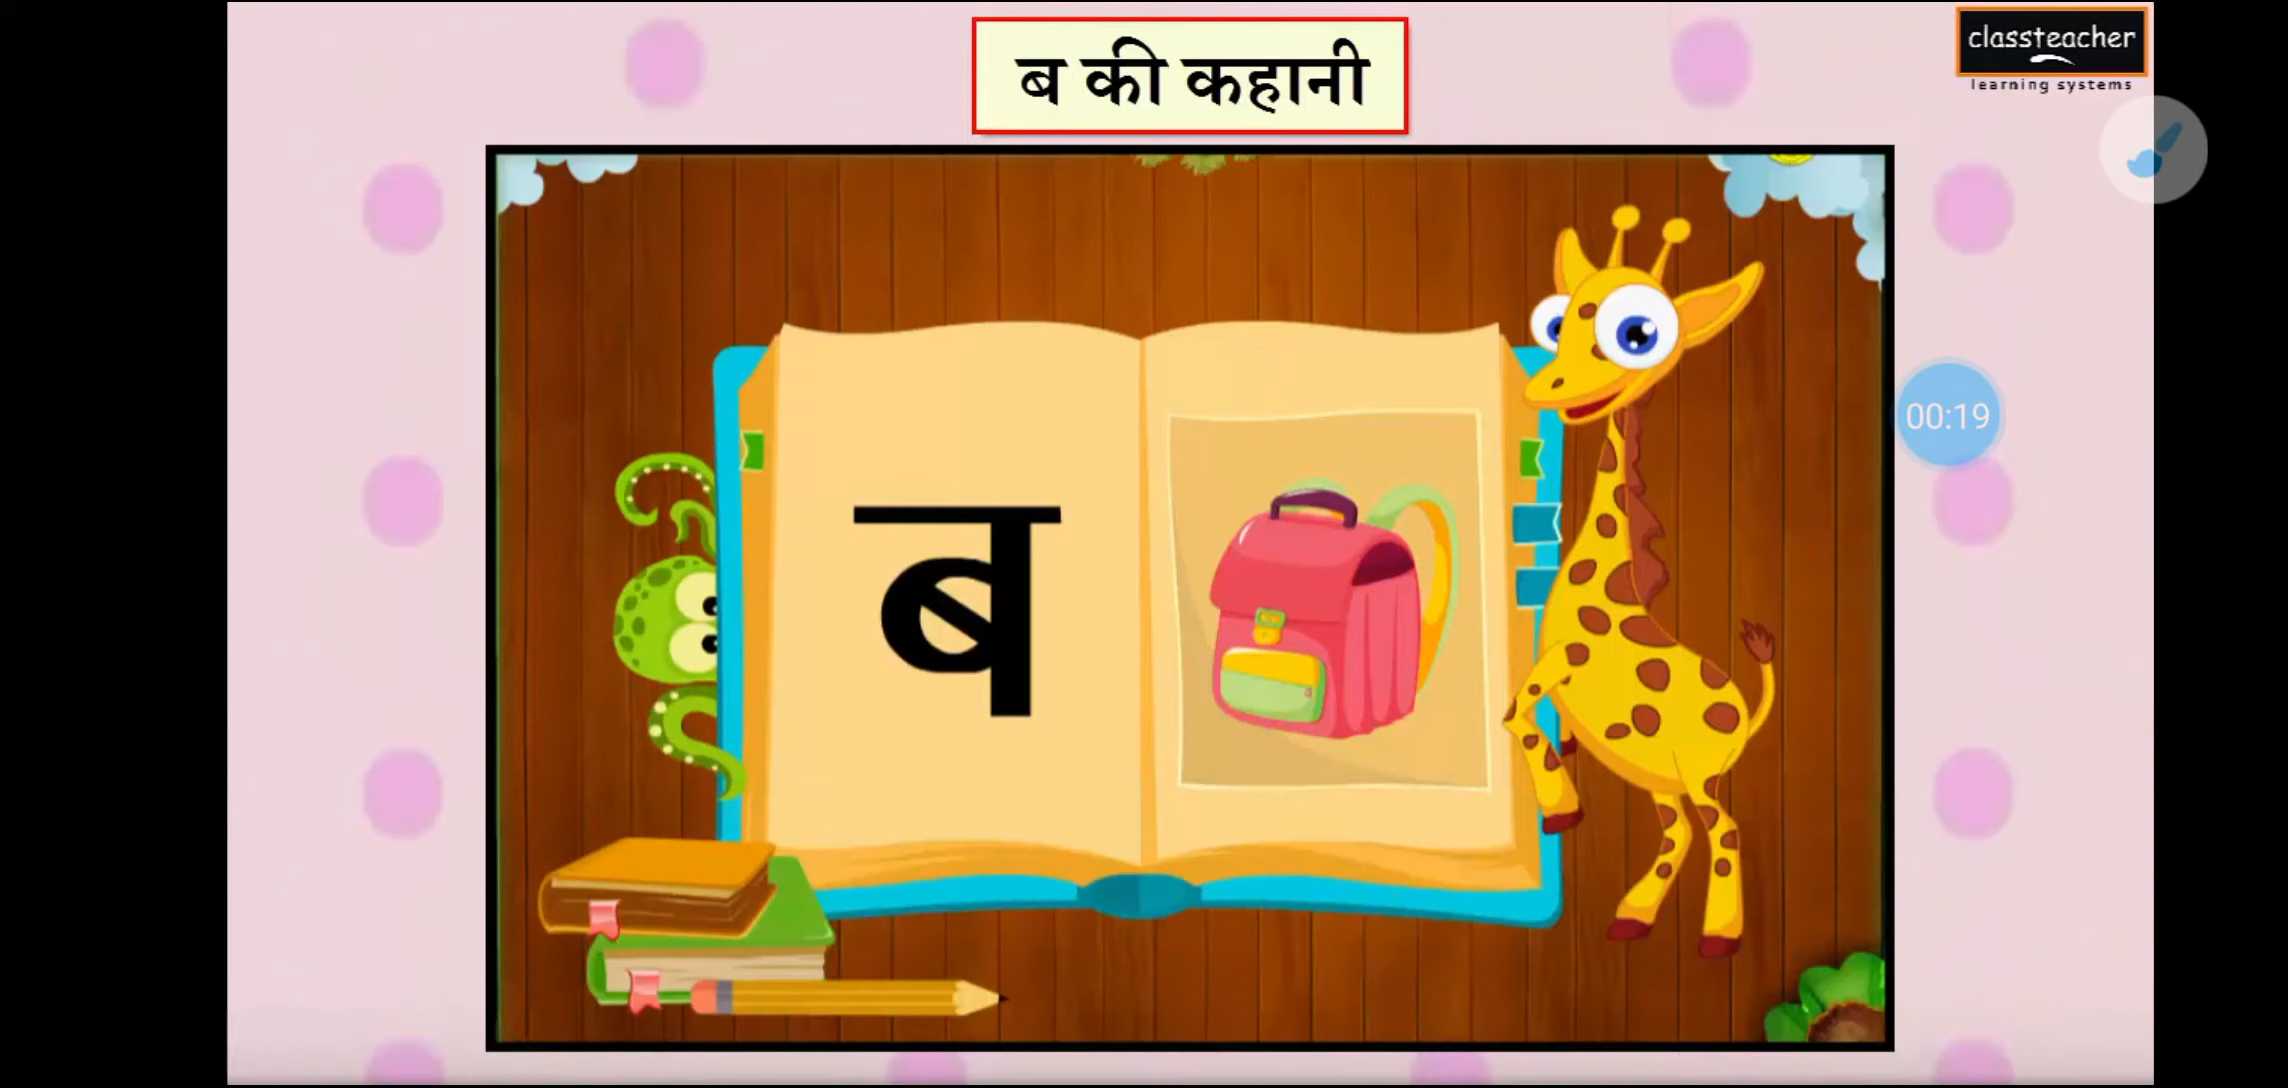 ब की कहानी
classteacher
learning systems
00:19
ब